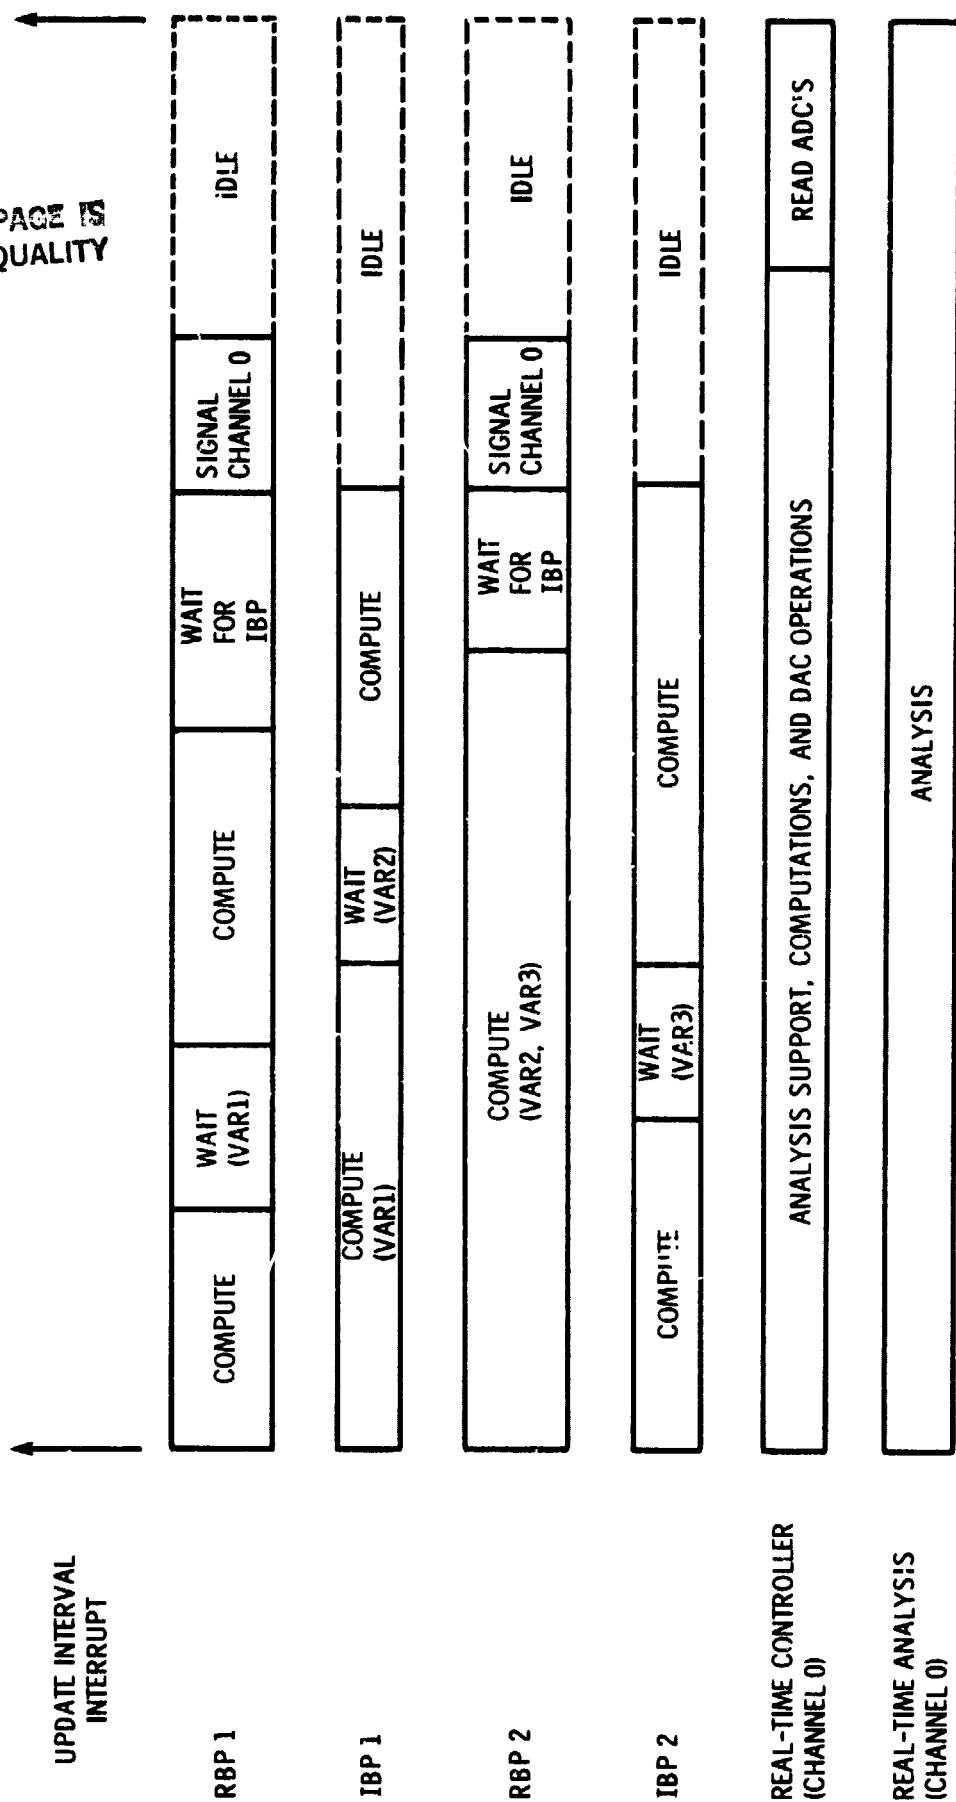 PAGE IS
QUALITY
UPDATE INTERVAL
INTERRUPT
RBP 1
COMPUTE
WAIT
(VAR1)
COMPUTE
WAIT
FOR
IBP
SIGNAL
CHANNEL 0
IDLE
IBP 1
COMPUTE
(VAR1)
WAIT
(VAR2)
COMPUTE
IDLE
RBP 2
COMPUTE
(VAR2, VAR3)
WAIT
FOR
IBP
SIGNAL
CHANNEL 0
IDLE
IBP 2
COMPUTE
WAIT
(VAR3)
COMPUTE
IDLE
REAL-TIME CONTROLLER
(CHANNEL 0)
ANALYSIS SUPPORT, COMPUTATIONS, AND DAC OPERATIONS
READ ADC'S
REAL-TIME ANALYSIS
(CHANNEL 0)
ANALYSIS